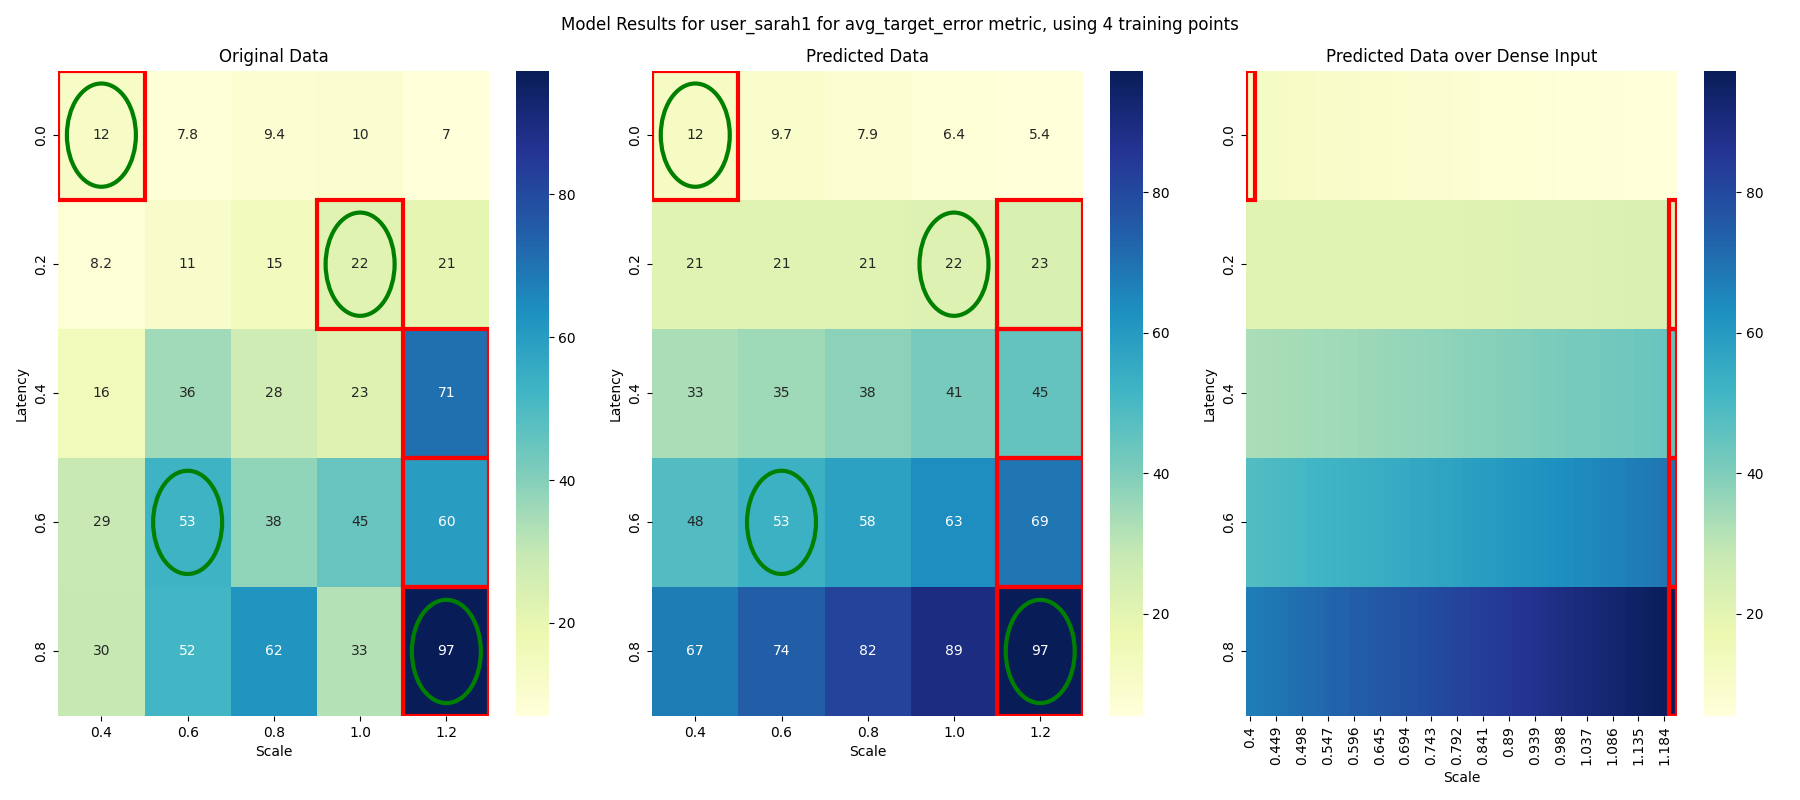 Model Results for user_sarah1 for avg_target_error metric, using 4 training points
Original Data
Latency
0.0 12 7.8 9.4 10 7
0.2 8.2 11 15 22 21
0.4 16 36 28 23 71
0.6 29 53 38 45 60
0.8 30 52 62 33 97
0.4 0.6 0.8 1.0 1.2
Scale
80
60
40
20
Predicted Data
Latency
0.0 12 9.7 7.9 6.4 5.4
0.2 21 21 21 22 23
0.4 33 35 38 41 45
0.6 48 53 58 63 69
0.8 67 74 82 89 97
0.4 0.6 0.8 1.0 1.2
Scale
80
60
40
20
Predicted Data over Dense Input
Latency
0.0
0.2
0.4
0.6
0.8
0.4 0.449 0.498 0.547 0.596 0.645 0.694 0.743 0.792 0.841 0.89 0.939 0.988 1.037 1.086 1.135 1.184
Scale
80
60
40
20